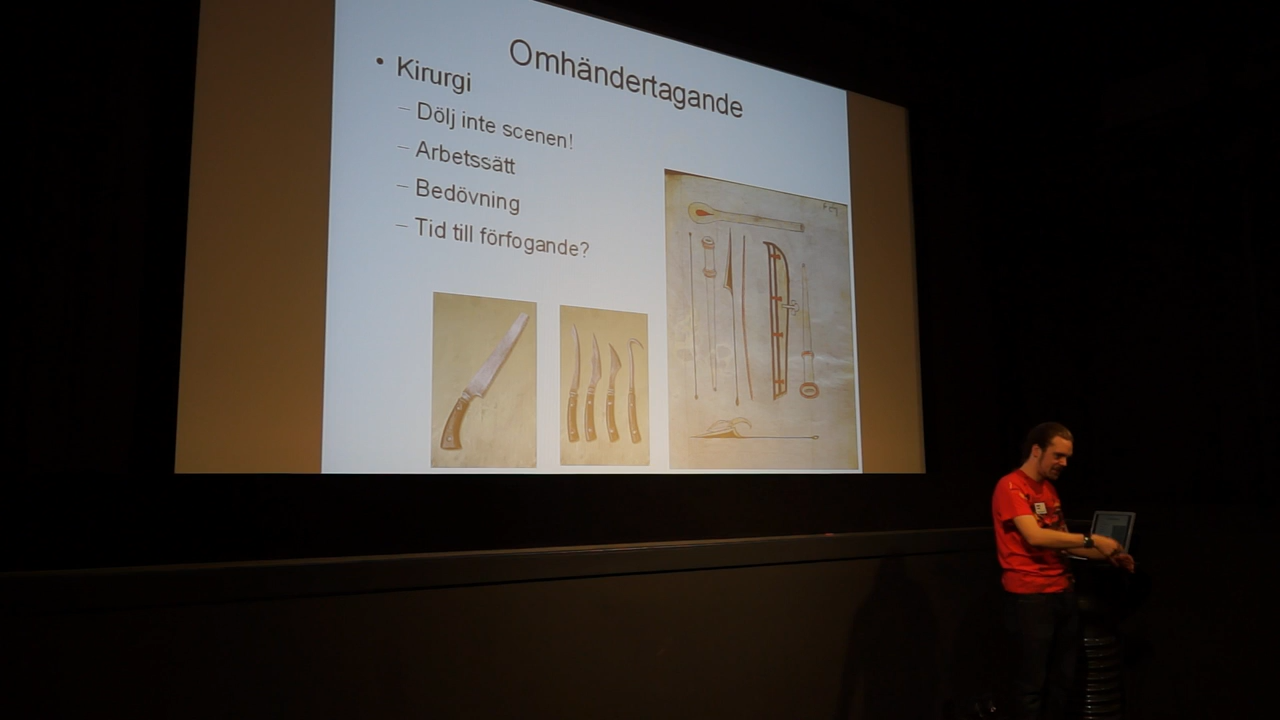 Omhändertagande
• Kirurgi
– Dölj inte scenen!
– Arbetssätt
– Bedövning
– Tid till förfogande?